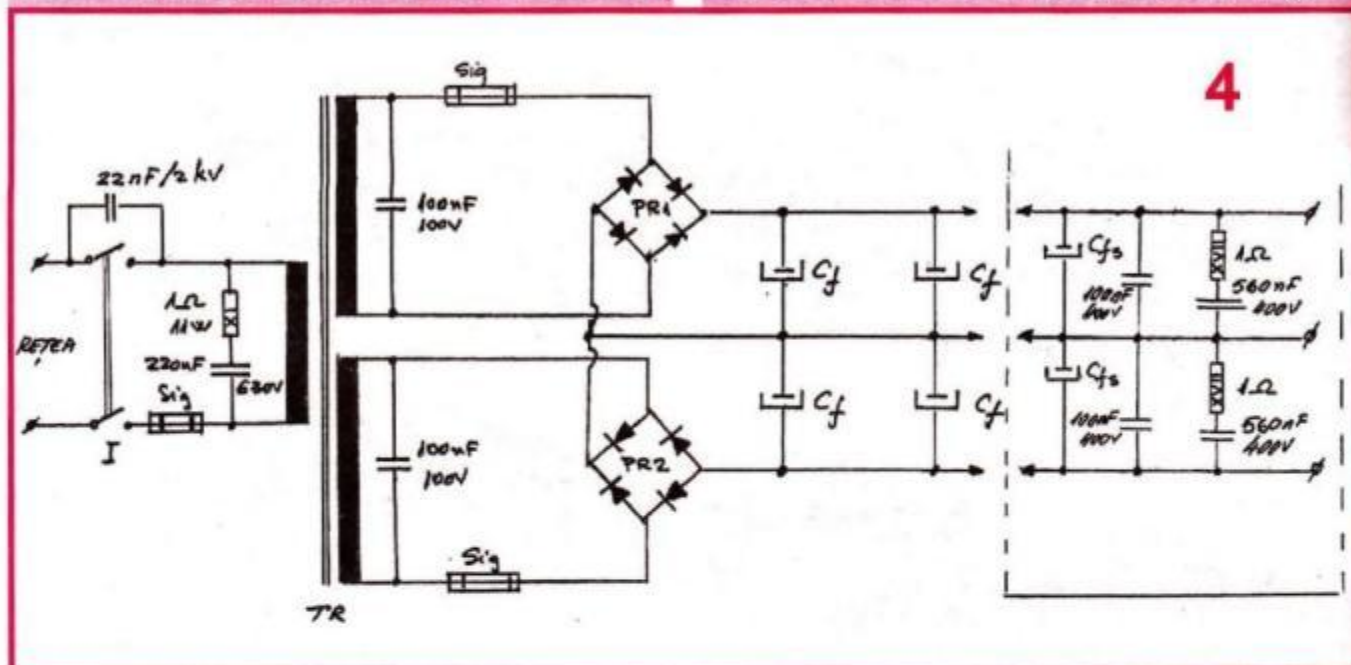 4
Sig
22nF/2kV
100nF
100V
PR1
1Ω
11W
220nF
630V
REȚEA
Sig
I
Cf
Cf
Cfs
100nF
400V
1Ω
560nF
400V
Cf
Cf
Cfs
100nF
400V
1Ω
560nF
400V
100nF
100V
PR2
Sig
TR